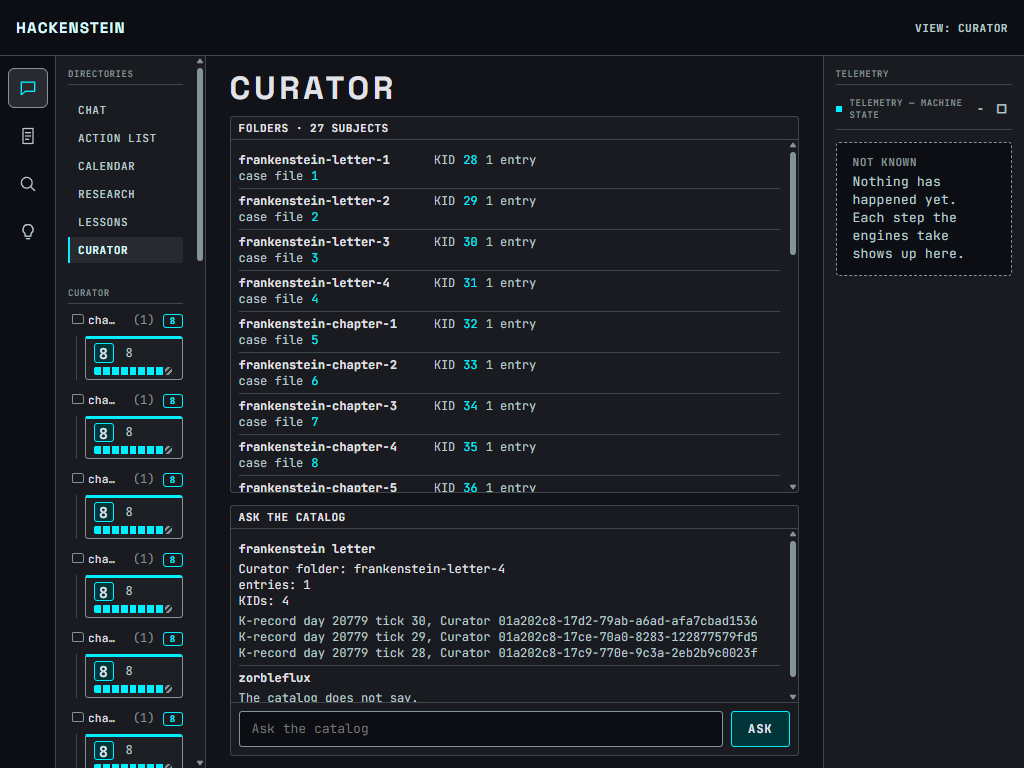 HACKENSTEIN
VIEW: CURATOR
DIRECTORIES
CHAT
ACTION LIST
CALENDAR
RESEARCH
LESSONS
CURATOR
CURATOR
cha… (1) 8
8 8
cha… (1) 8
8 8
cha… (1) 8
8 8
cha… (1) 8
8 8
cha… (1) 8
8 8
cha… (1) 8
8 8
CURATOR
FOLDERS · 27 SUBJECTS
frankenstein-letter-1 KID 28 1 entry
case file 1
frankenstein-letter-2 KID 29 1 entry
case file 2
frankenstein-letter-3 KID 30 1 entry
case file 3
frankenstein-letter-4 KID 31 1 entry
case file 4
frankenstein-chapter-1 KID 32 1 entry
case file 5
frankenstein-chapter-2 KID 33 1 entry
case file 6
frankenstein-chapter-3 KID 34 1 entry
case file 7
frankenstein-chapter-4 KID 35 1 entry
case file 8
frankenstein-chapter-5 KID 36 1 entry
ASK THE CATALOG
frankenstein letter
Curator folder: frankenstein-letter-4
entries: 1
KIDs: 4
K-record day 20779 tick 30, Curator 01a202c8-17d2-79ab-a6ad-afa7cbad1536
K-record day 20779 tick 29, Curator 01a202c8-17ce-70a0-8283-122877579fd5
K-record day 20779 tick 28, Curator 01a202c8-17c9-770e-9c3a-2eb2b9c0023f
zorbleflux
The catalog does not say.
Ask the catalog
ASK
TELEMETRY
TELEMETRY — MACHINE
STATE
NOT KNOWN
Nothing has
happened yet.
Each step the
engines take
shows up here.